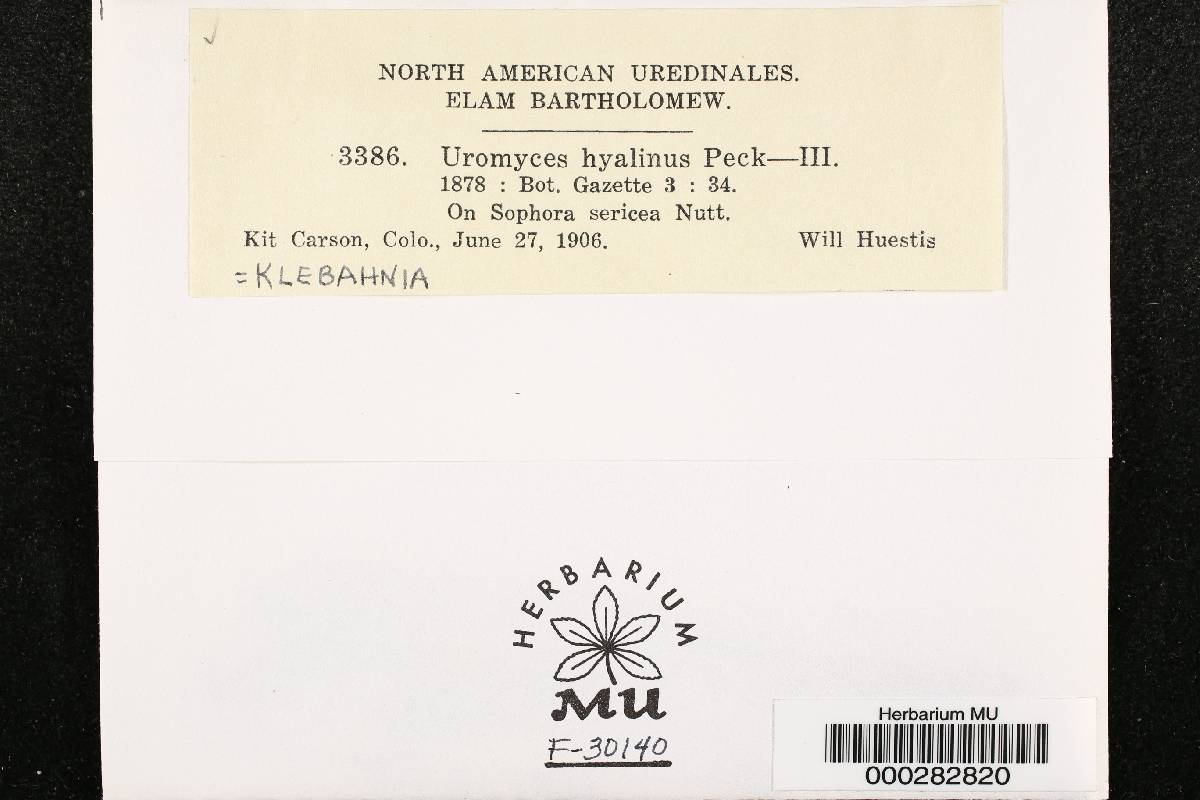 NORTH AMERICAN UREDINALES.
ELAM BARTHOLOMEW.
3386. Uromyces hyalinus Peck—III.
1878 : Bot. Gazette 3 : 34.
On Sophora sericea Nutt.
Kit Carson, Colo., June 27, 1906. Will Huestis
=KLEBAHNIA
HERBARIUM
MU
F-30140
Herbarium MU
000282820